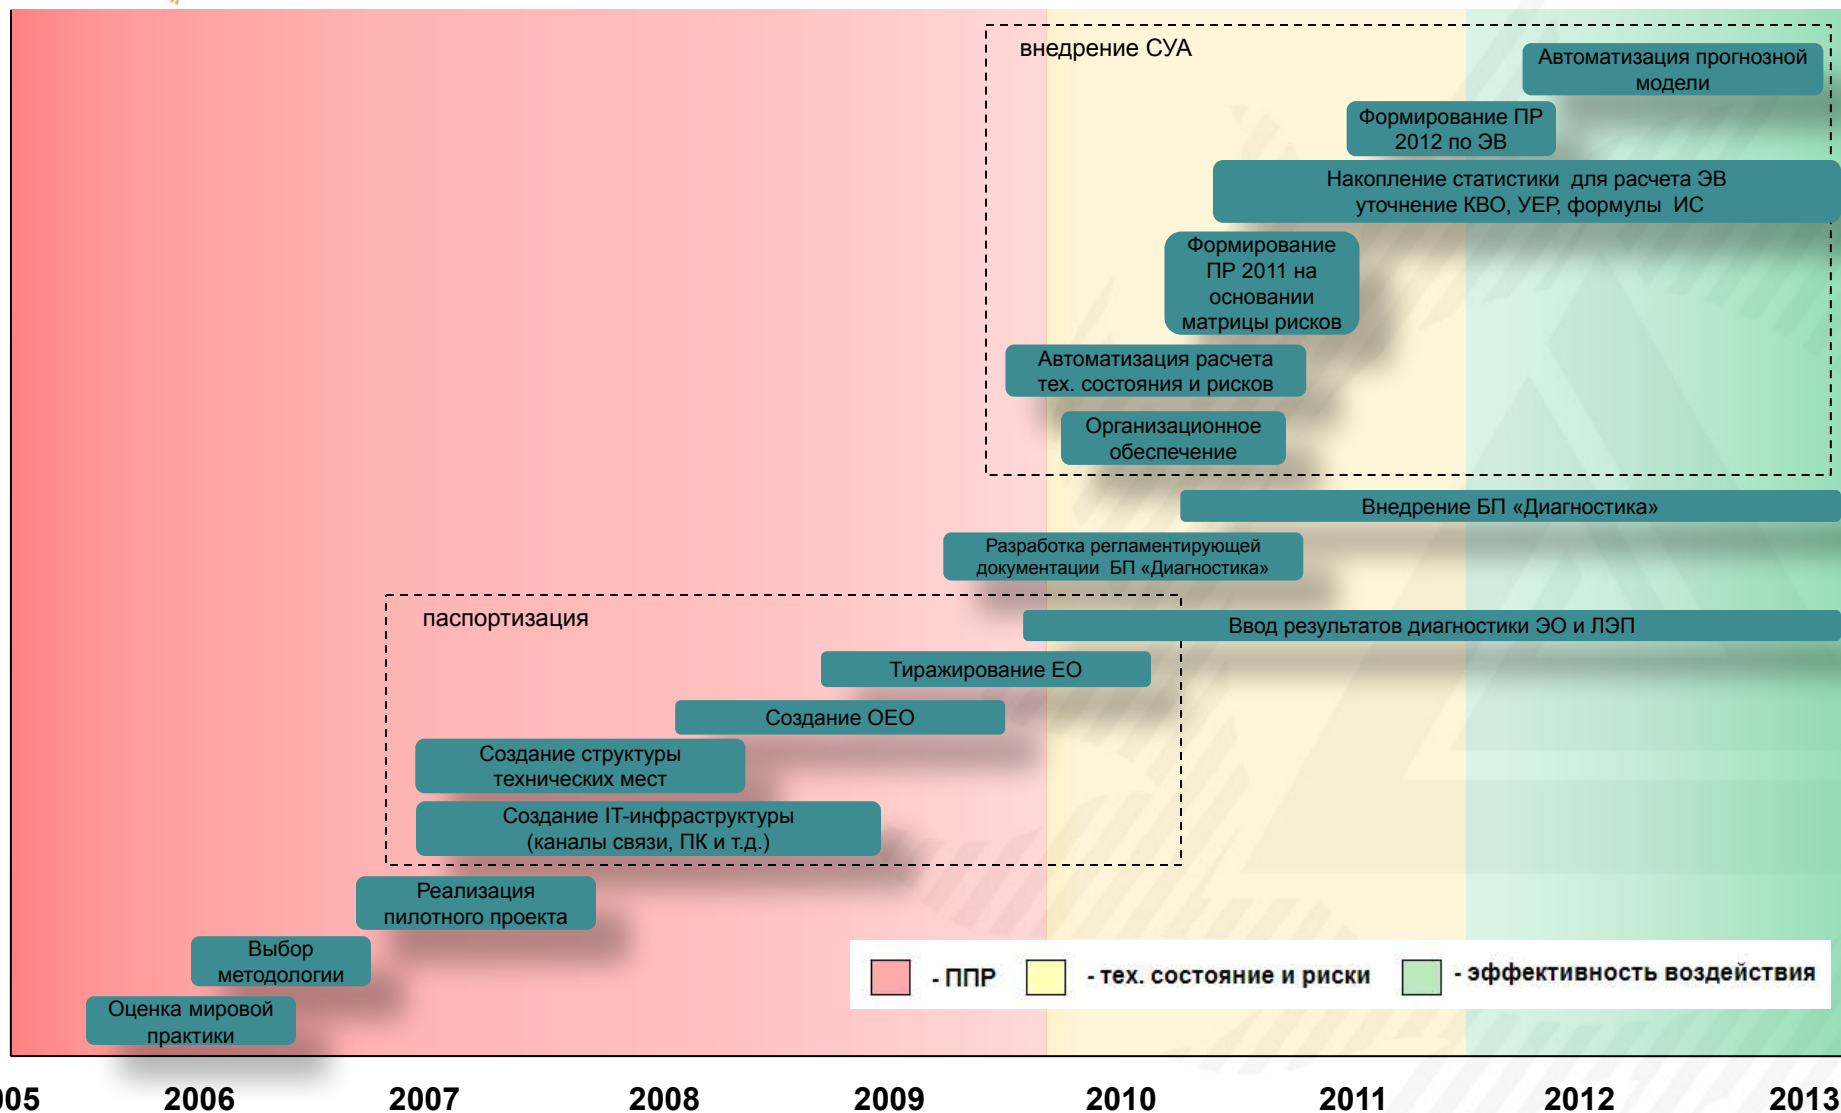 внедрение СУА
Автоматизация прогнозной
модели
Формирование ПР
2012 по ЭВ
Накопление статистики для расчета ЭВ
уточнение КВО, УЕР, формулы ИС
Формирование
ПР 2011 на
основании
матрицы рисков
Автоматизация расчета
тех. состояния и рисков
Организационное
обеспечение
Внедрение БП «Диагностика»
Разработка регламентирующей
документации БП «Диагностика»
паспортизация
Ввод результатов диагностики ЭО и ЛЭП
Тиражирование ЕО
Создание ОЕО
Создание структуры
технических мест
Создание IT-инфраструктуры
(каналы связи, ПК и т.д.)
Реализация
пилотного проекта
Выбор
методологии
Оценка мировой
практики
- ППР - тех. состояние и риски - эффективность воздействия
005 2006 2007 2008 2009 2010 2011 2012 2013